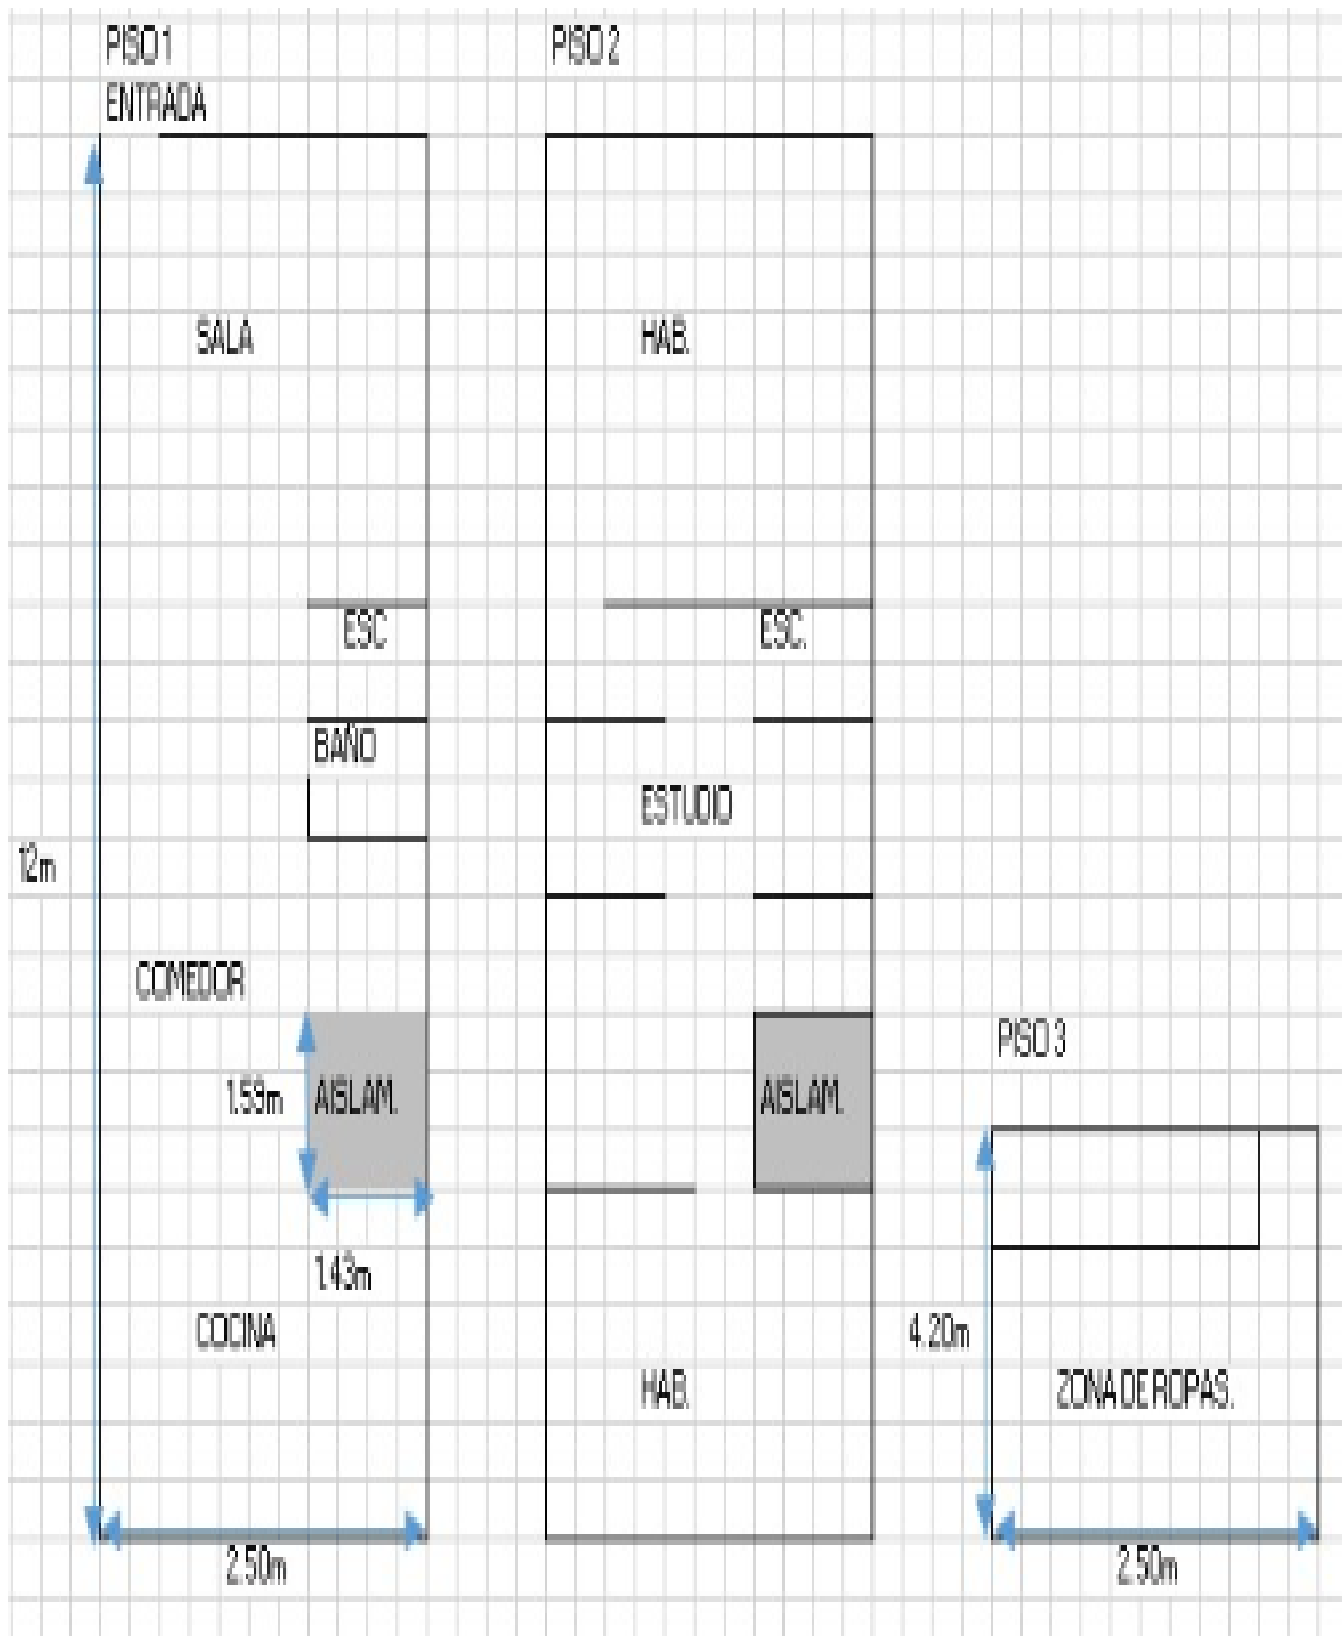 PISO 1
ENTRADA
SALA
ESC
BAÑO
12m
COMEDOR
1.59m
AISLAM.
1.43m
COCINA
2.50m
PISO 2
HAB.
ESC.
ESTUDIO
AISLAM.
HAB.
PISO 3
4.20m
ZONA DE ROPAS.
2.50m